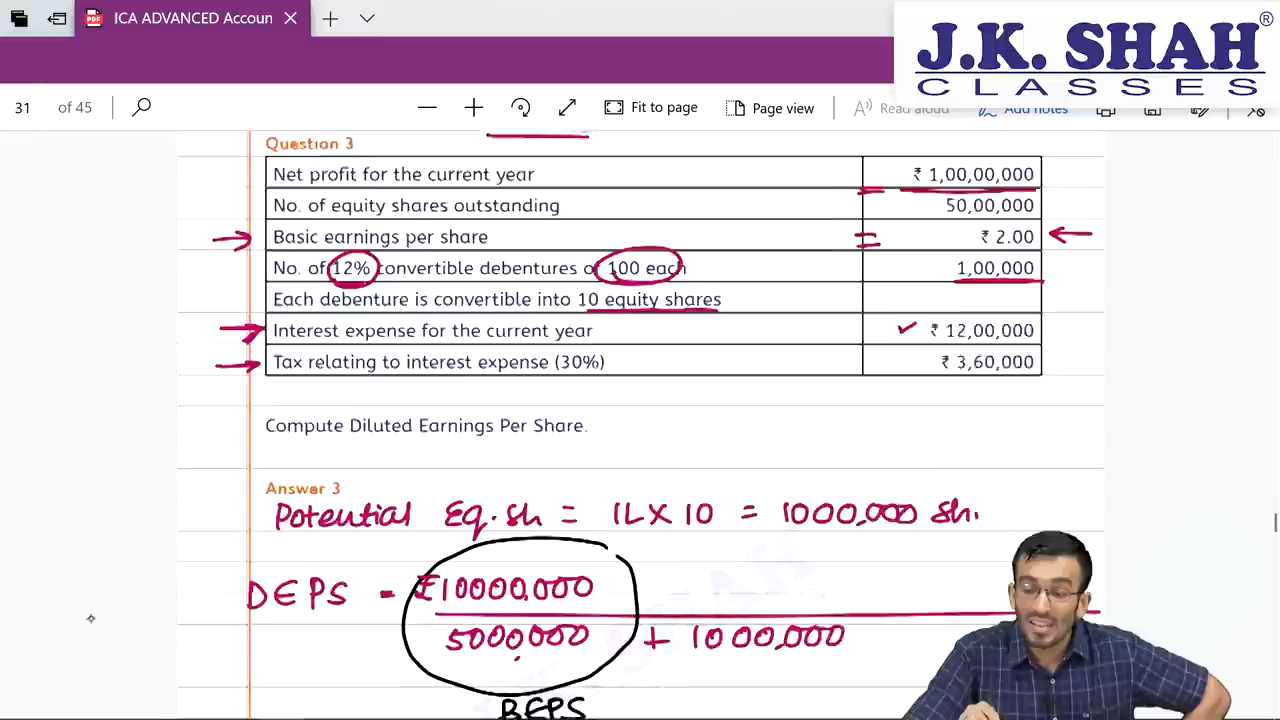 ICA ADVANCED Accoun
J.K. SHAH®
CLASSES
31 of 45
Fit to page
Page view
Read aloud
Add notes
Question 3
Net profit for the current year ₹ 1,00,00,000
No. of equity shares outstanding 50,00,000
Basic earnings per share = ₹ 2.00
No. of 12% convertible debentures of 100 each 1,00,000
Each debenture is convertible into 10 equity shares
Interest expense for the current year ✓ ₹ 12,00,000
Tax relating to interest expense (30%) ₹ 3,60,000
Compute Diluted Earnings Per Share.
Answer 3
Potential Eq. sh = 1L X 10 = 1000,000 Sh.
DEPS = ₹10000,000
5000,000 + 1000,000
BEPS